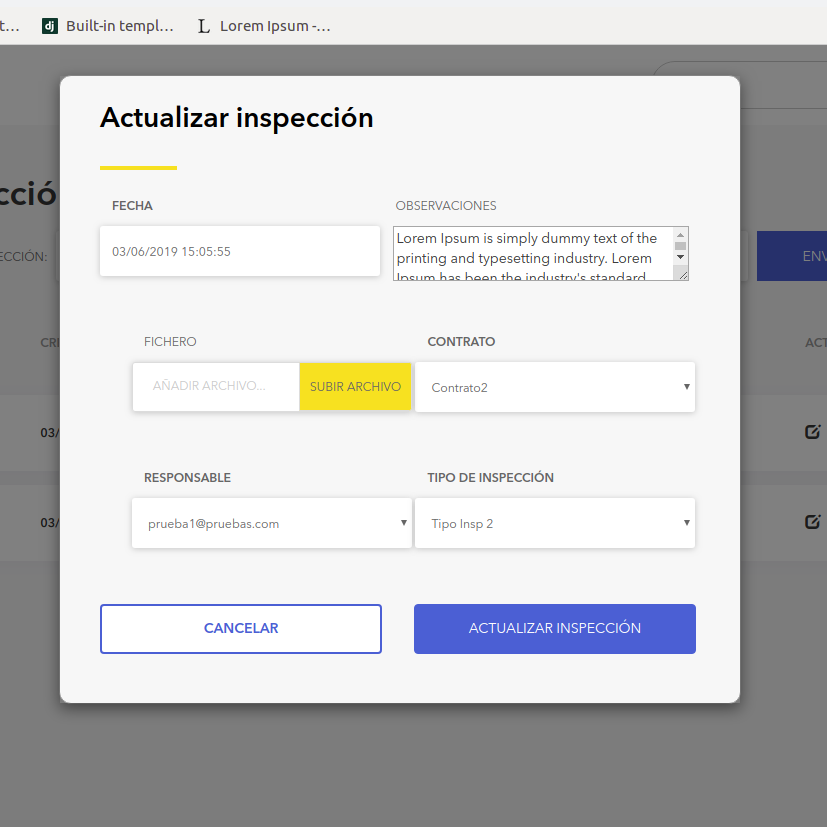 t...
dj
Built-in templ...
L
Lorem Ipsum -...
Actualizar inspección
cción
ECCIÓN:
ENV
FECHA
OBSERVACIONES
03/06/2019 15:05:55
Lorem Ipsum is simply dummy text of the
printing and typesetting industry. Lorem
Ipsum has been the industry's standard
CRE
ACT
FICHERO
CONTRATO
AÑADIR ARCHIVO...
SUBIR ARCHIVO
Contrato2
03/
RESPONSABLE
TIPO DE INSPECCIÓN
prueba1@pruebas.com
Tipo Insp 2
03/
CANCELAR
ACTUALIZAR INSPECCIÓN